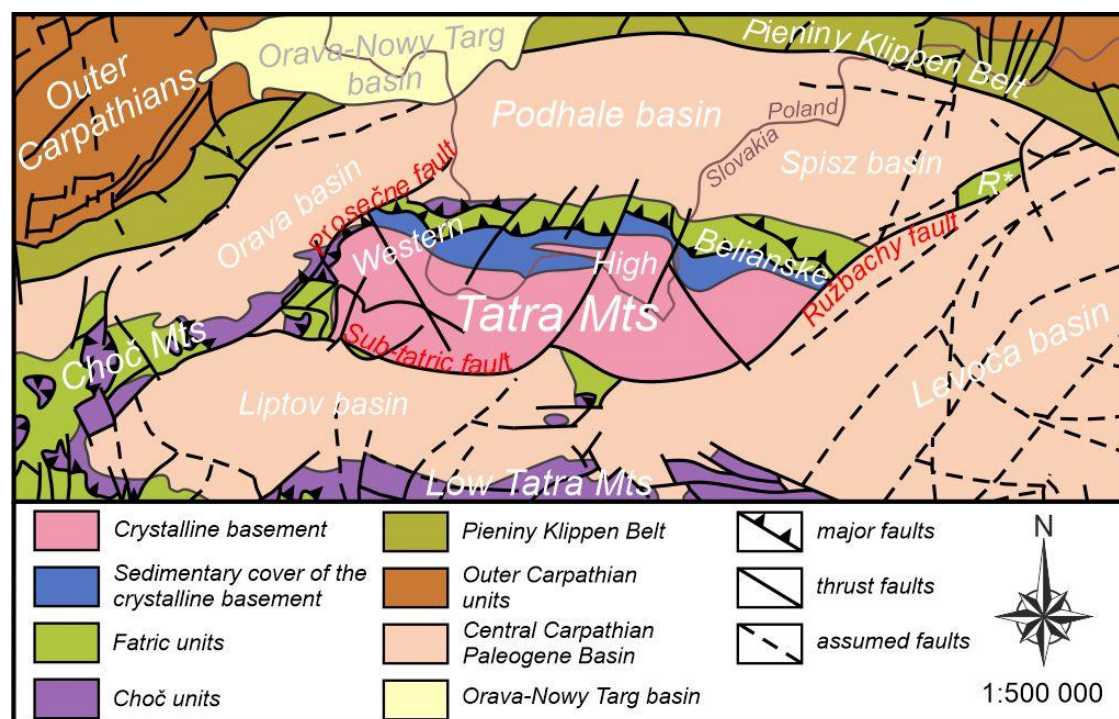 Orava-Nowy Targ
basin
Pieniny Klippen Belt
Outer
Carpathians
Podhale basin
Poland
Slovakia
Spisz basin
R*
Orava basin
Prosečne fault
Western
High
Belianske
Tatra Mts
Ružbachy fault
Sub-tatric fault
Choč Mts
Liptov basin
Levoča basin
Low Tatra Mts
Crystalline basement
Sedimentary cover of the
crystalline basement
Fatric units
Choč units
Pieniny Klippen Belt
Outer Carpathian
units
Central Carpathian
Paleogene Basin
Orava-Nowy Targ basin
major faults
thrust faults
assumed faults
N
1:500 000